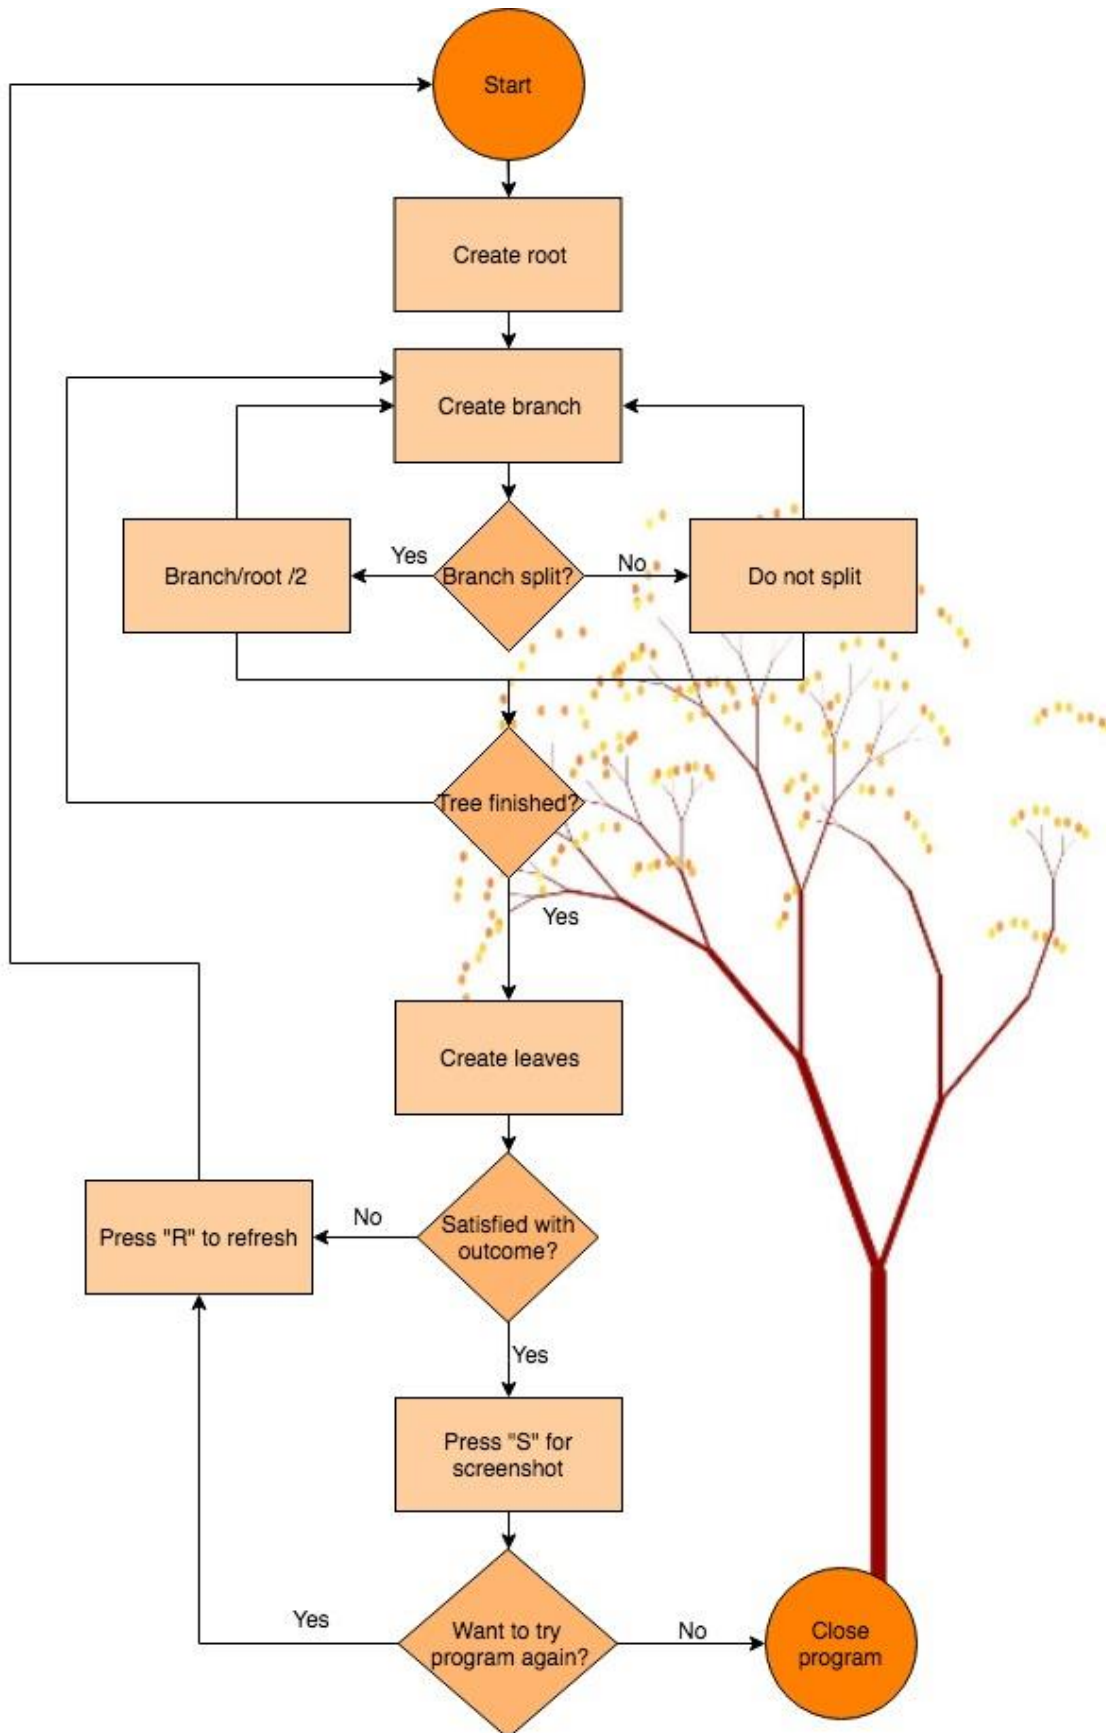 Start
Create root
Create branch
Branch/root /2
Yes
Branch split?
No
Do not split
Tree finished?
Yes
Create leaves
Press "R" to refresh
No
Satisfied with
outcome?
Yes
Press "S" for
screenshot
Yes
Want to try
program again?
No
Close
program